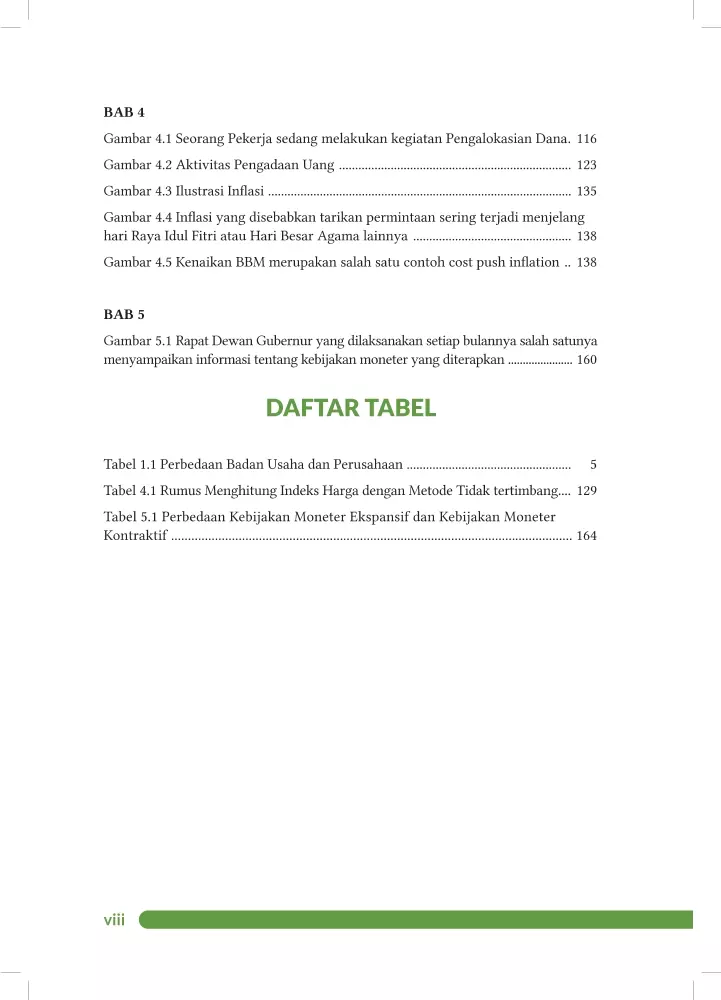 BAB 4
Gambar 4.1 Seorang Pekerja sedang melakukan kegiatan Pengalokasian Dana. 116
Gambar 4.2 Aktivitas Pengadaan Uang ........................................................................ 123
Gambar 4.3 Ilustrasi Inflasi .............................................................................................. 135
Gambar 4.4 Inflasi yang disebabkan tarikan permintaan sering terjadi menjelang
hari Raya Idul Fitri atau Hari Besar Agama lainnya ................................................. 138
Gambar 4.5 Kenaikan BBM merupakan salah satu contoh cost push inflation .. 138
BAB 5
Gambar 5.1 Rapat Dewan Gubernur yang dilaksanakan setiap bulannya salah satunya
menyampaikan informasi tentang kebijakan moneter yang diterapkan ...................... 160
DAFTAR TABEL
Tabel 1.1 Perbedaan Badan Usaha dan Perusahaan ................................................... 5
Tabel 4.1 Rumus Menghitung Indeks Harga dengan Metode Tidak tertimbang.... 129
Tabel 5.1 Perbedaan Kebijakan Moneter Ekspansif dan Kebijakan Moneter
Kontraktif ....................................................................................................................... 164
viii